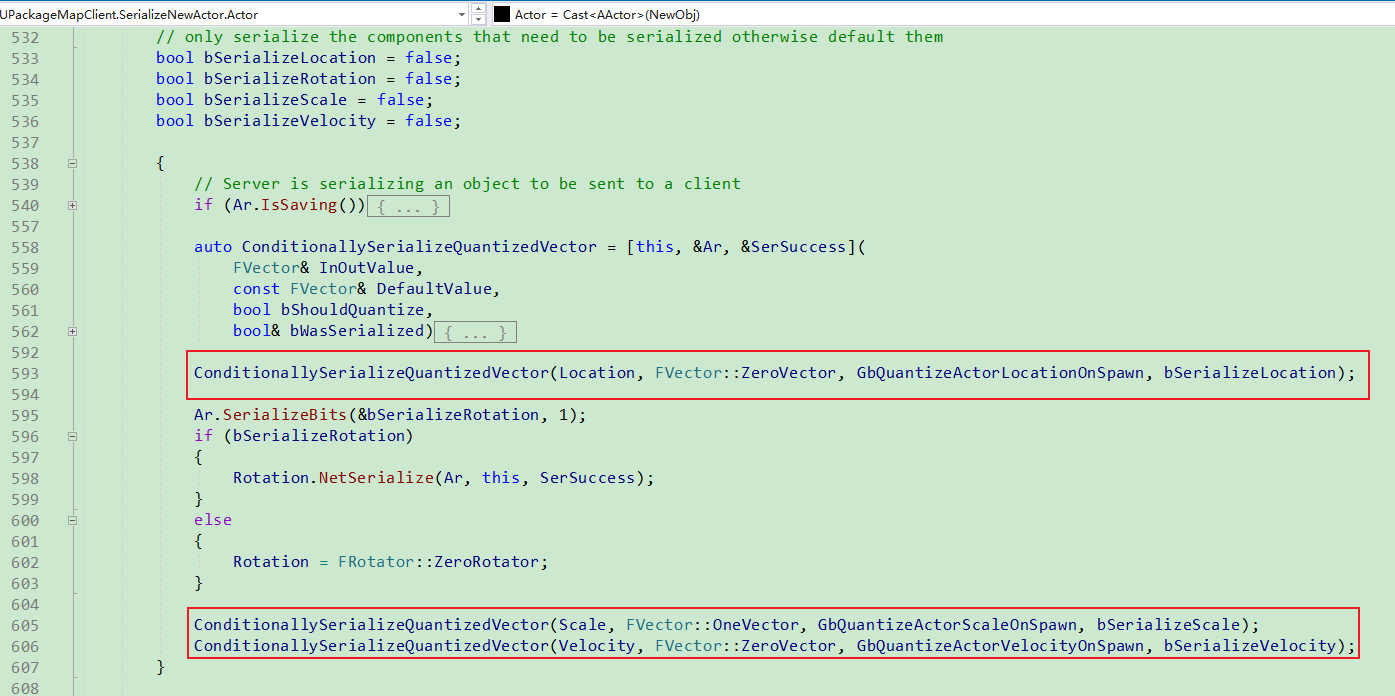 UPackageMapClient.SerializeNewActor.Actor Actor = Cast<AActor>(NewObj)
532 // only serialize the components that need to be serialized otherwise default them
533 bool bSerializeLocation = false;
534 bool bSerializeRotation = false;
535 bool bSerializeScale = false;
536 bool bSerializeVelocity = false;
537
538 {
539 // Server is serializing an object to be sent to a client
540 if (Ar.IsSaving()){ ... }
557
558 auto ConditionallySerializeQuantizedVector = [this, &Ar, &SerSuccess](
559 FVector& InOutValue,
560 const FVector& DefaultValue,
561 bool bShouldQuantize,
562 bool& bWasSerialized){ ... }
592
593 ConditionallySerializeQuantizedVector(Location, FVector::ZeroVector, GbQuantizeActorLocationOnSpawn, bSerializeLocation);
594
595 Ar.SerializeBits(&bSerializeRotation, 1);
596 if (bSerializeRotation)
597 {
598 Rotation.NetSerialize(Ar, this, SerSuccess);
599 }
600 else
601 {
602 Rotation = FRotator::ZeroRotator;
603 }
604
605 ConditionallySerializeQuantizedVector(Scale, FVector::OneVector, GbQuantizeActorScaleOnSpawn, bSerializeScale);
606 ConditionallySerializeQuantizedVector(Velocity, FVector::ZeroVector, GbQuantizeActorVelocityOnSpawn, bSerializeVelocity);
607 }
608